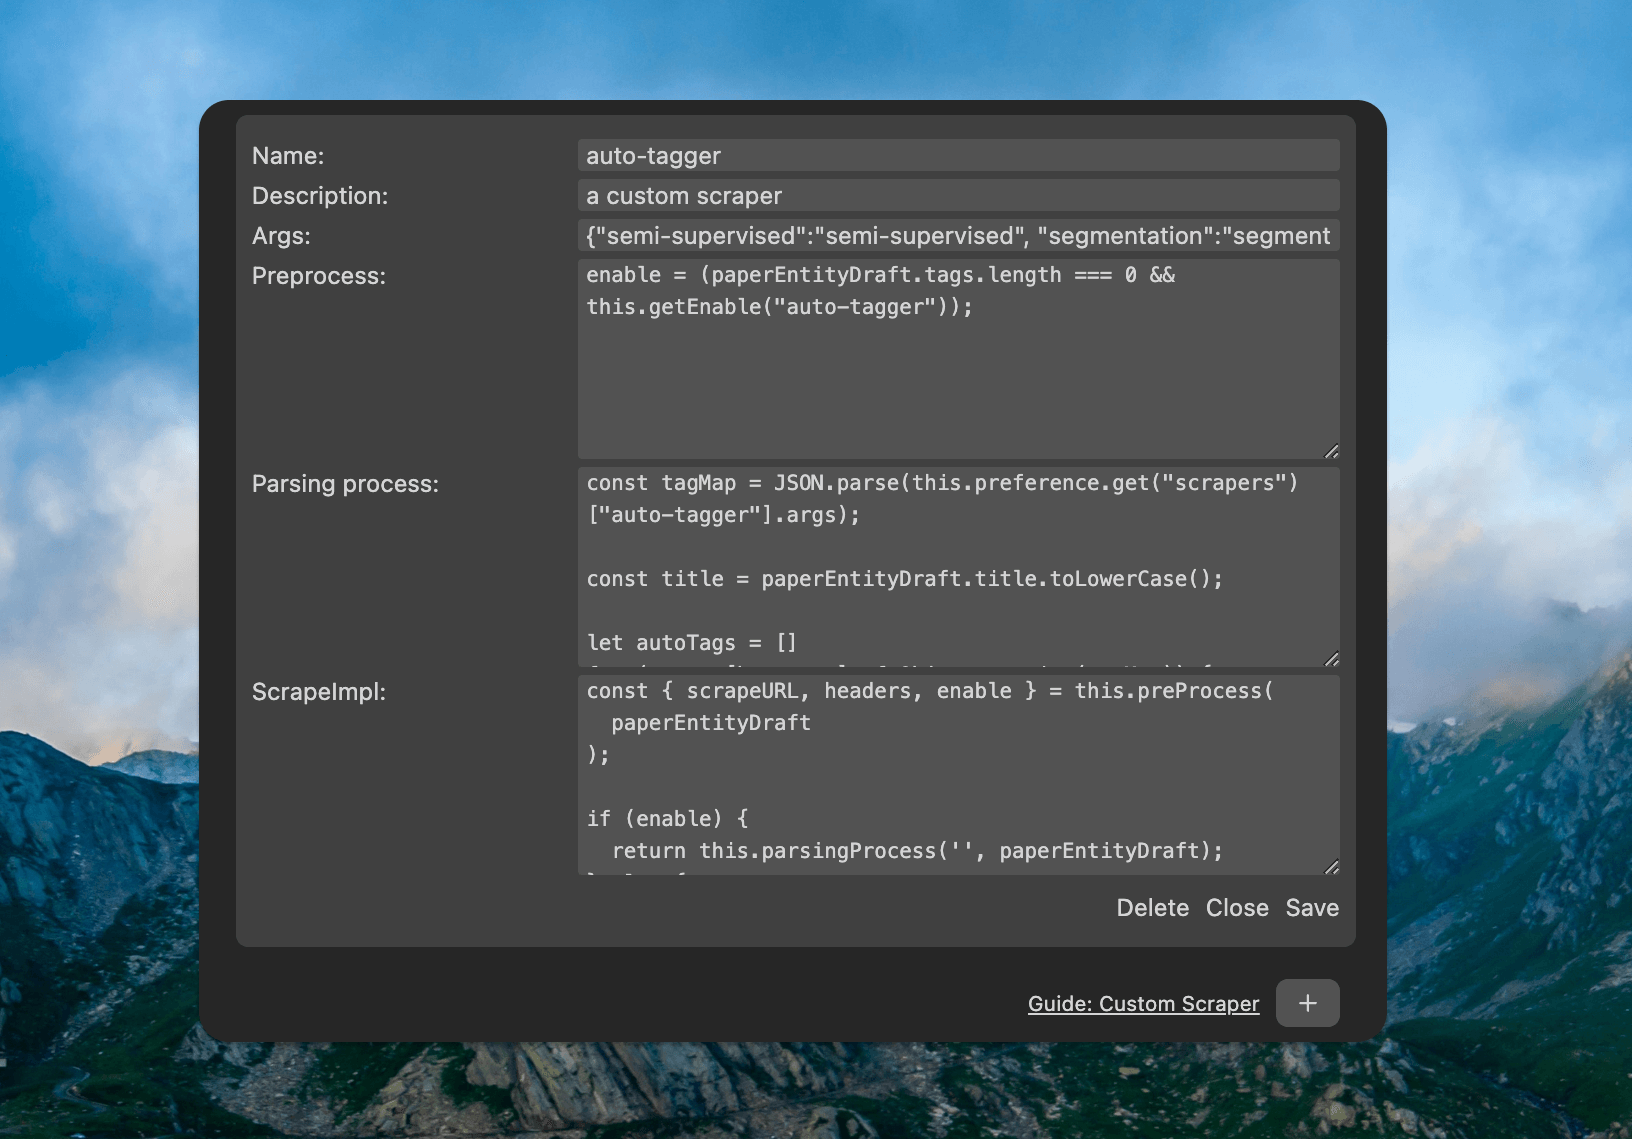 Name:
auto-tagger
Description:
a custom scraper
Args:
{"semi-supervised":"semi-supervised", "segmentation":"segment
Preprocess:
enable = (paperEntityDraft.tags.length === 0 &&
this.getEnable("auto-tagger"));
Parsing process:
const tagMap = JSON.parse(this.preference.get("scrapers")
["auto-tagger"].args);
const title = paperEntityDraft.title.toLowerCase();
let autoTags = []
ScrapeImpl:
const { scrapeURL, headers, enable } = this.preProcess(
paperEntityDraft
);
if (enable) {
return this.parsingProcess('', paperEntityDraft);
Delete Close Save
Guide: Custom Scraper
+